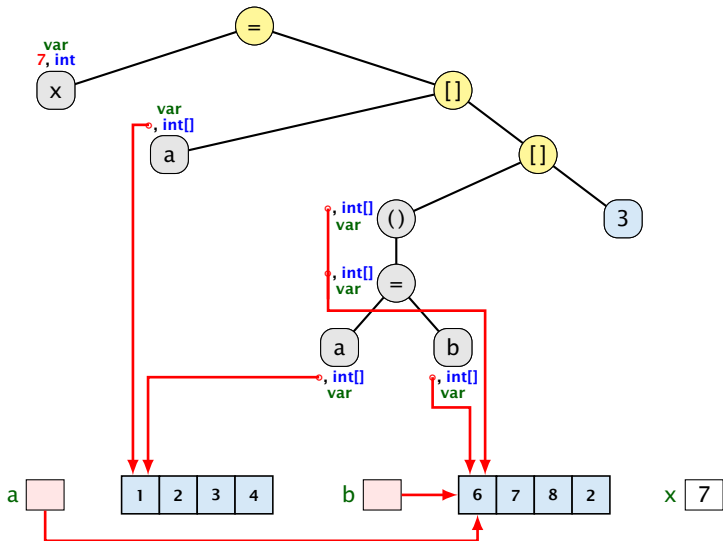 =
var
7, int
x
[]
var
, int[]
a
[]
, int[]
var
()
3
, int[]
var
=
a
b
, int[]
var
, int[]
var
a
1 2 3 4
b
6 7 8 2
x 7